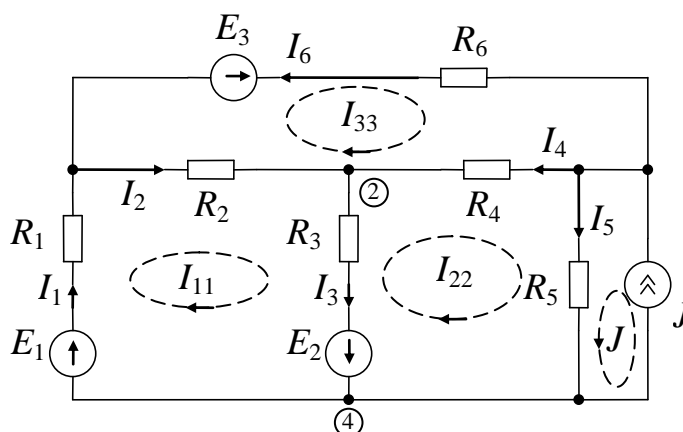 E3 I6 R6
I33
I2 R2 2 R4 I4
R1 R3 I5
I11 I22
I1 I3 R5
E1 E2 J J
4